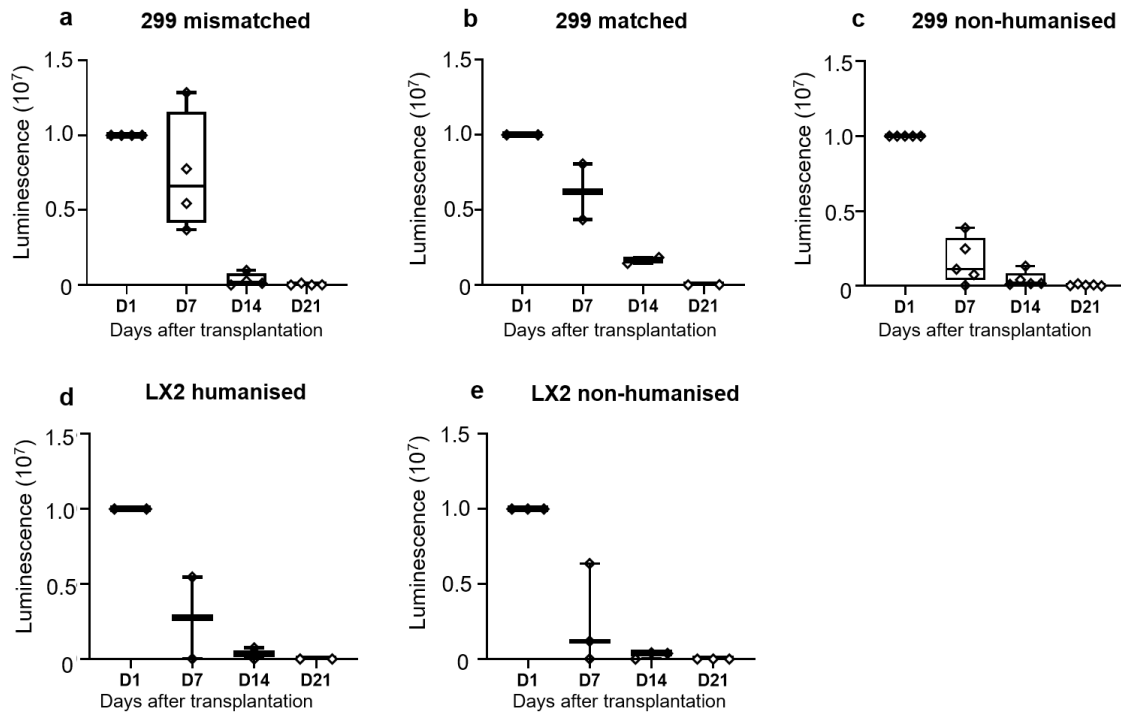 a 299 mismatched
Luminescence (10⁷)
1.5
1.0
0.5
0
D1 D7 D14 D21
Days after transplantation
b 299 matched
Luminescence (10⁷)
1.5
1.0
0.5
0
D1 D7 D14 D21
Days after transplantation
c 299 non-humanised
Luminescence (10⁷)
1.5
1.0
0.5
0
D1 D7 D14 D21
Days after transplantation
d LX2 humanised
Luminescence (10⁷)
1.5
1.0
0.5
0
D1 D7 D14 D21
Days after transplantation
e LX2 non-humanised
Luminescence (10⁷)
1.5
1.0
0.5
0
D1 D7 D14 D21
Days after transplantation